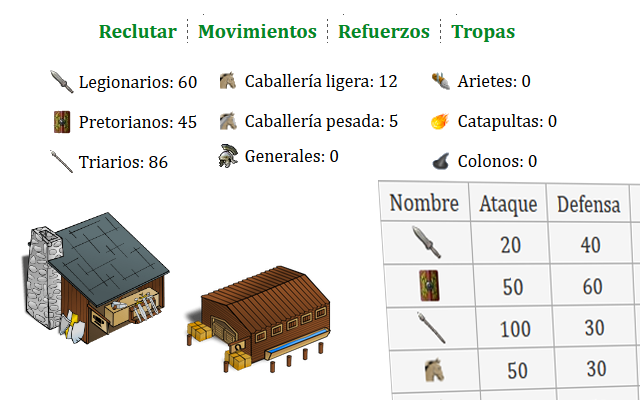 Reclutar Movimientos Refuerzos Tropas
Legionarios: 60 Caballería ligera: 12 Arietes: 0
Pretorianos: 45 Caballería pesada: 5 Catapultas: 0
Triarios: 86 Generales: 0 Colonos: 0
Nombre Ataque Defensa
20 40
50 60
100 30
50 30